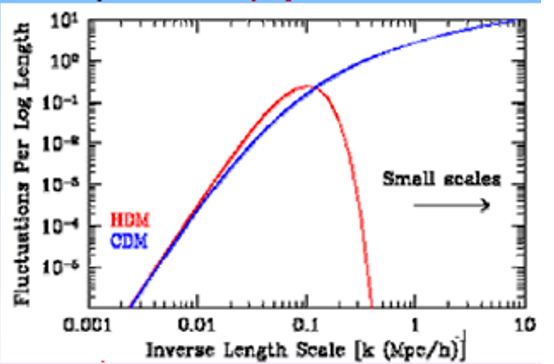 Fluctuations Per Log Length
10¹
10⁰
10⁻¹
10⁻²
10⁻³
10⁻⁴
10⁻⁵
HDM
CDM
Small scales
0.001
0.01
0.1
1
10
Inverse Length Scale [k (Mpc/h)⁻¹]